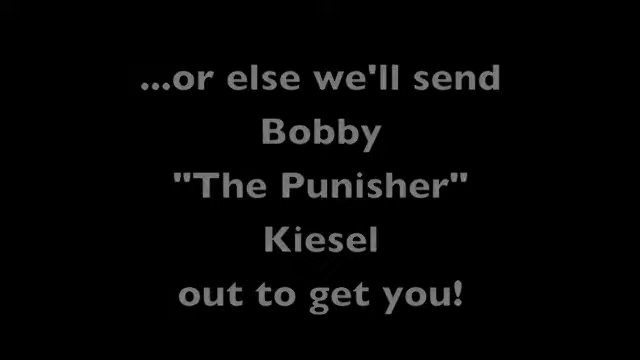 ...or else we'll send
Bobby
"The Punisher"
Kiesel
out to get you!